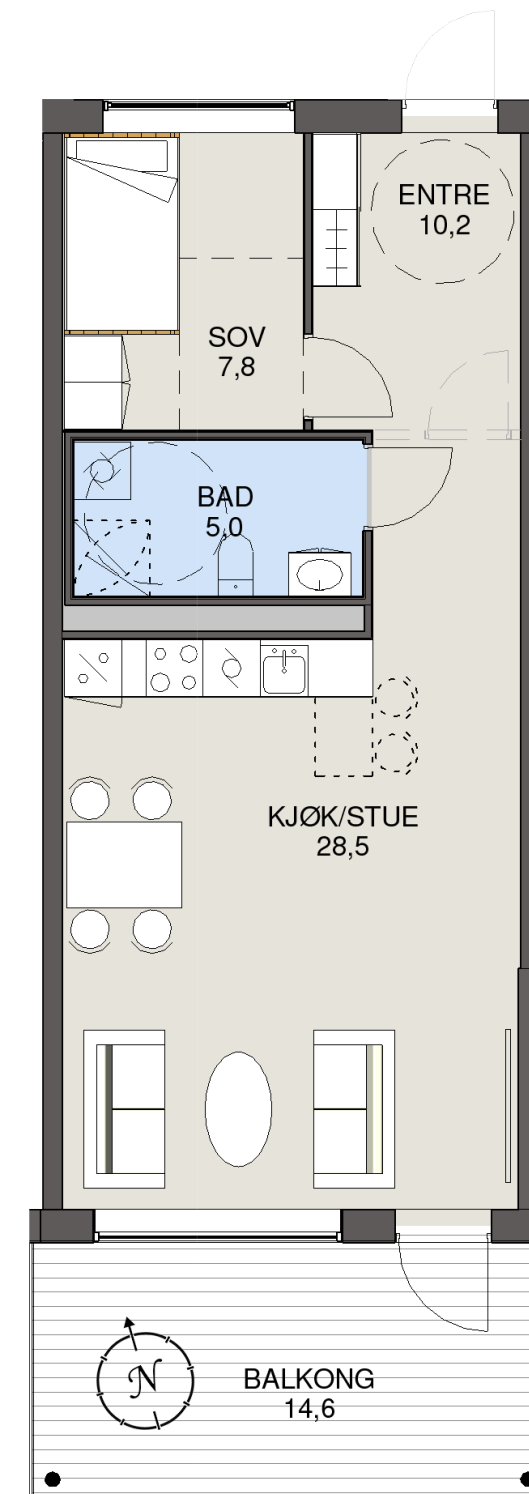 ENTRE
10,2
SOV
7,8
BAD
5,0
KJØK/STUE
28,5
N
BALKONG
14,6